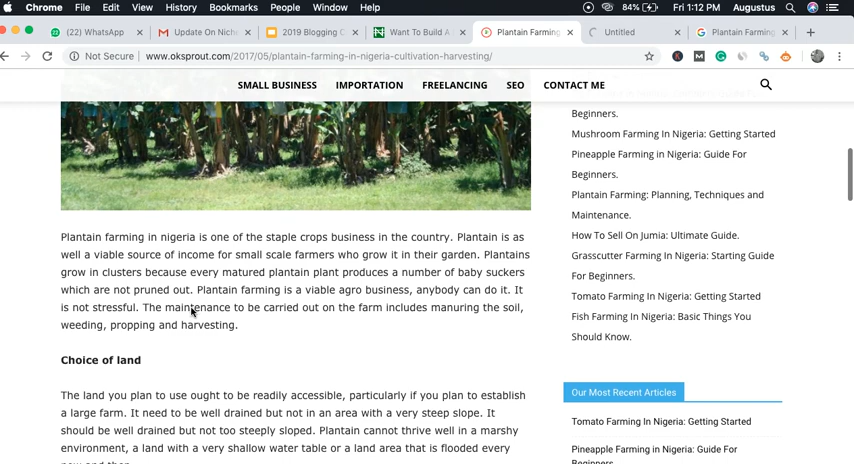 Chrome File Edit View History Bookmarks People Window Help 84% Fri 1:12 PM Augustus
(22) WhatsApp Update On Nich 2019 Blogging C Want To Build A Plantain Farming Untitled Plantain Farming
Not Secure www.oksprout.com/2017/05/plantain-farming-in-nigeria-cultivation-harvesting/
SMALL BUSINESS IMPORTATION FREELANCING SEO CONTACT ME
Plantain farming in nigeria is one of the staple crops business in the country. Plantain is as
well a viable source of income for small scale farmers who grow it in their garden. Plantains
grow in clusters because every matured plantain plant produces a number of baby suckers
which are not pruned out. Plantain farming is a viable agro business, anybody can do it. It
is not stressful. The maintenance to be carried out on the farm includes manuring the soil,
weeding, propping and harvesting.
Choice of land
The land you plan to use ought to be readily accessible, particularly if you plan to establish
a large farm. It need to be well drained but not in an area with a very steep slope. It
should be well drained but not too steeply sloped. Plantain cannot thrive well in a marshy
environment, a land with a very shallow water table or a land area that is flooded every
now and then.
Beginners.
Mushroom Farming In Nigeria: Getting Started
Pineapple Farming in Nigeria: Guide For
Beginners.
Plantain Farming: Planning, Techniques and
Maintenance.
How To Sell On Jumia: Ultimate Guide.
Grasscutter Farming In Nigeria: Starting Guide
For Beginners.
Tomato Farming In Nigeria: Getting Started
Fish Farming In Nigeria: Basic Things You
Should Know.
Our Most Recent Articles
Tomato Farming In Nigeria: Getting Started
Pineapple Farming in Nigeria: Guide For
Beginners.